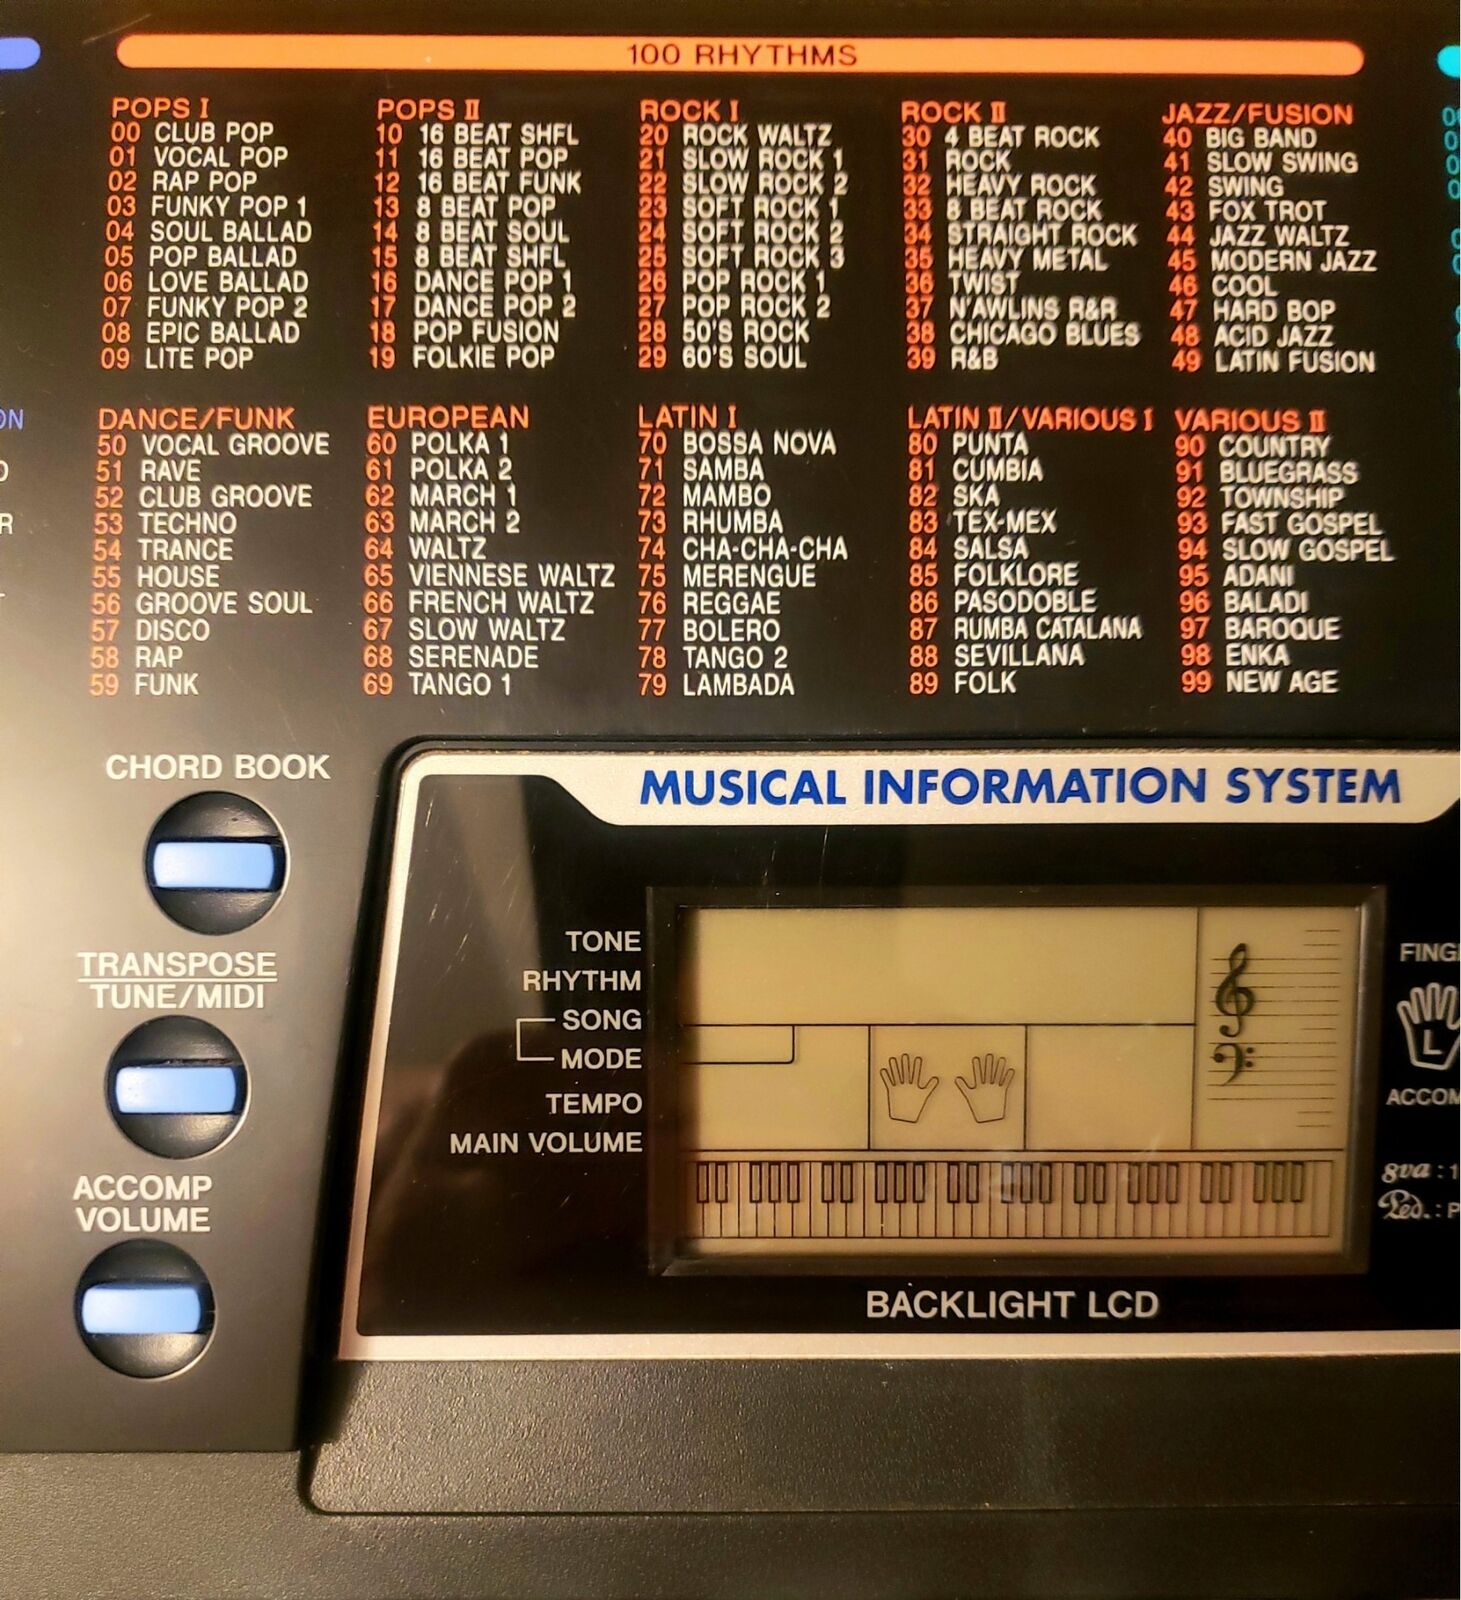 100 RHYTHMS
POPS I
00 CLUB POP
01 VOCAL POP
02 RAP POP
03 FUNKY POP 1
04 SOUL BALLAD
05 POP BALLAD
06 LOVE BALLAD
07 FUNKY POP 2
08 EPIC BALLAD
09 LITE POP
POPS II
10 16 BEAT SHFL
11 16 BEAT POP
12 16 BEAT FUNK
13 8 BEAT POP
14 8 BEAT SOUL
15 8 BEAT SHFL
16 DANCE POP 1
17 DANCE POP 2
18 POP FUSION
19 FOLKIE POP
ROCK I
20 ROCK WALTZ
21 SLOW ROCK 1
22 SLOW ROCK 2
23 SOFT ROCK 1
24 SOFT ROCK 2
25 SOFT ROCK 3
26 POP ROCK 1
27 POP ROCK 2
28 50'S ROCK
29 60'S SOUL
ROCK II
30 4 BEAT ROCK
31 ROCK
32 HEAVY ROCK
33 8 BEAT ROCK
34 STRAIGHT ROCK
35 HEAVY METAL
36 TWIST
37 N'AWLINS R&R
38 CHICAGO BLUES
39 R&B
JAZZ/FUSION
40 BIG BAND
41 SLOW SWING
42 SWING
43 FOX TROT
44 JAZZ WALTZ
45 MODERN JAZZ
46 COOL
47 HARD BOP
48 ACID JAZZ
49 LATIN FUSION
DANCE/FUNK
50 VOCAL GROOVE
51 RAVE
52 CLUB GROOVE
53 TECHNO
54 TRANCE
55 HOUSE
56 GROOVE SOUL
57 DISCO
58 RAP
59 FUNK
EUROPEAN
60 POLKA 1
61 POLKA 2
62 MARCH 1
63 MARCH 2
64 WALTZ
65 VIENNESE WALTZ
66 FRENCH WALTZ
67 SLOW WALTZ
68 SERENADE
69 TANGO 1
LATIN I
70 BOSSA NOVA
71 SAMBA
72 MAMBO
73 RHUMBA
74 CHA-CHA-CHA
75 MERENGUE
76 REGGAE
77 BOLERO
78 TANGO 2
79 LAMBADA
LATIN II/VARIOUS I
80 PUNTA
81 CUMBIA
82 SKA
83 TEX-MEX
84 SALSA
85 FOLKLORE
86 PASODOBLE
87 RUMBA CATALANA
88 SEVILLANA
89 FOLK
VARIOUS II
90 COUNTRY
91 BLUEGRASS
92 TOWNSHIP
93 FAST GOSPEL
94 SLOW GOSPEL
95 ADANI
96 BALADI
97 BAROQUE
98 ENKA
99 NEW AGE
CHORD BOOK
TRANSPOSE
TUNE/MIDI
ACCOMP
VOLUME
MUSICAL INFORMATION SYSTEM
TONE
RHYTHM
SONG
MODE
TEMPO
MAIN VOLUME
BACKLIGHT LCD
FING
L
ACCOM
8va : 1
Ped. : P